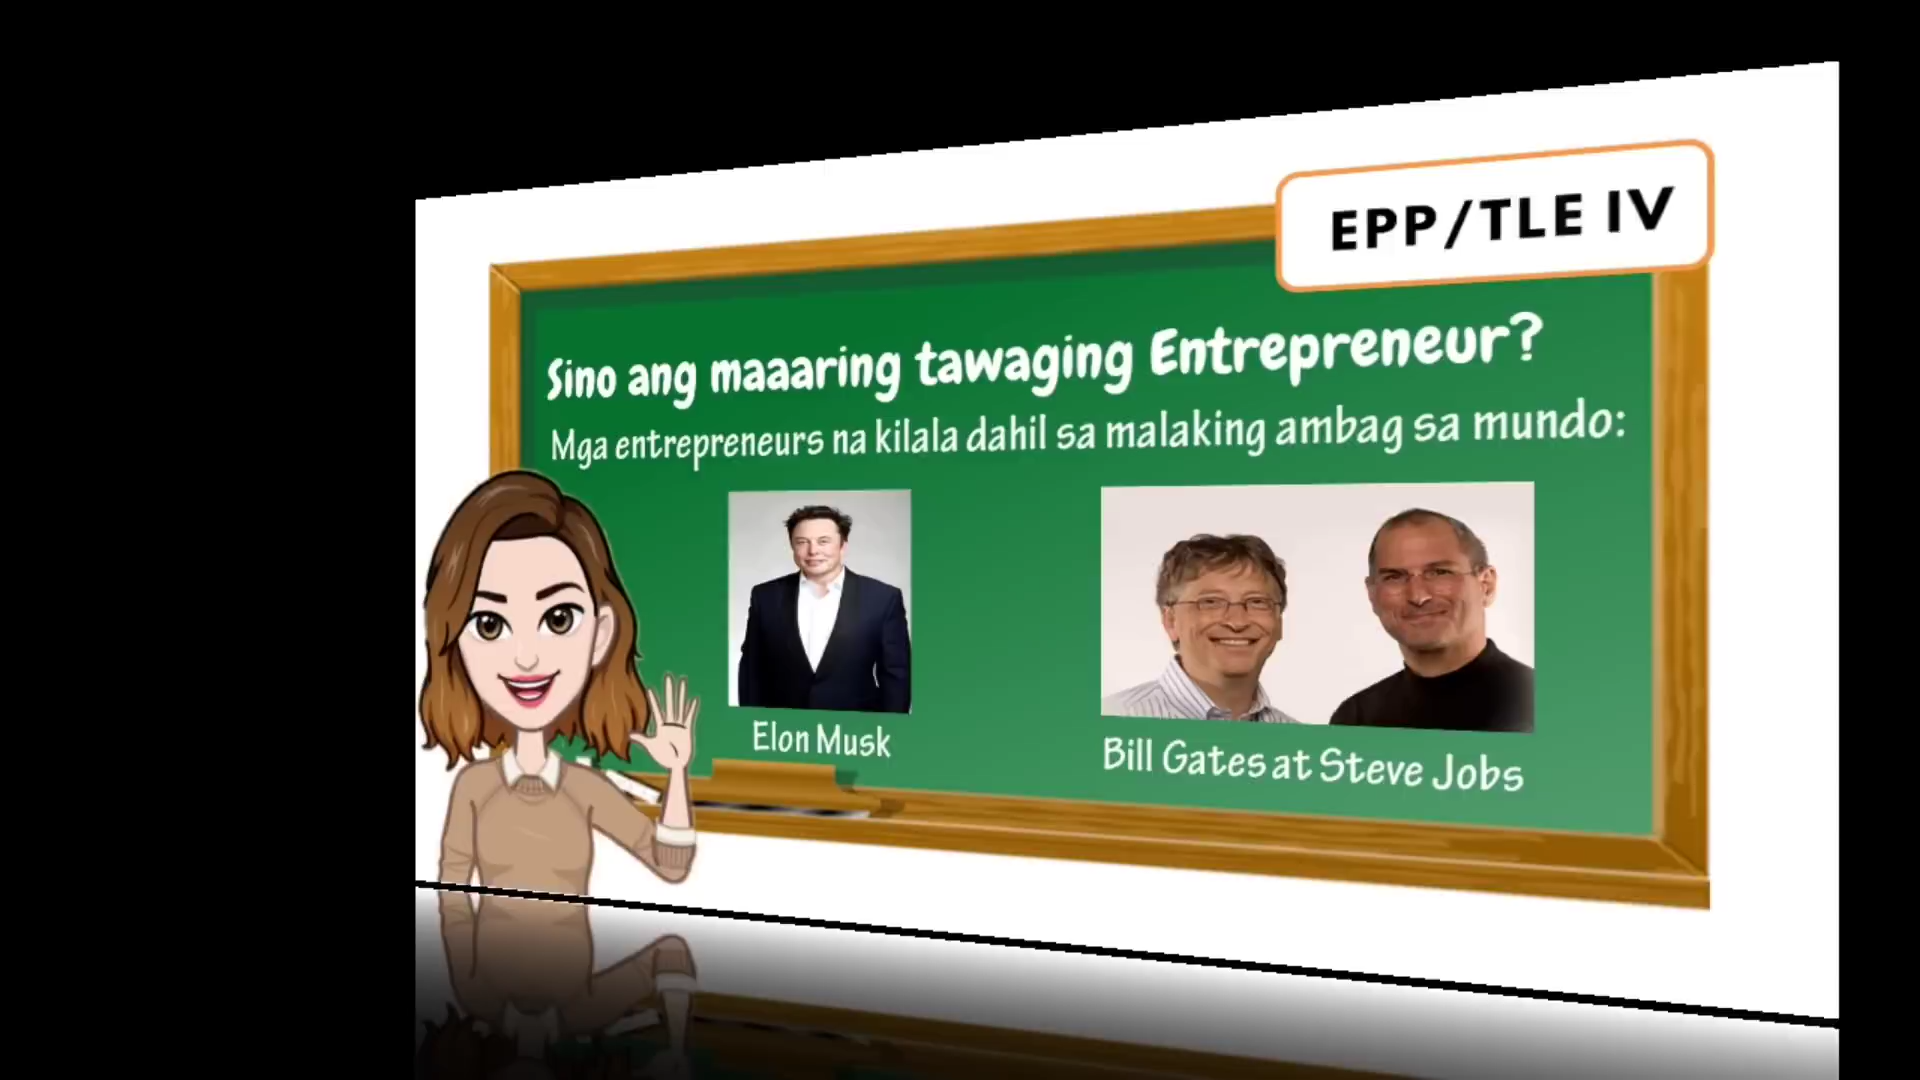 EPP/TLE IV
Sino ang maaaring tawaging Entrepreneur?
Mga entrepreneurs na kilala dahil sa malaking ambag sa mundo:
Elon Musk
Bill Gates at Steve Jobs